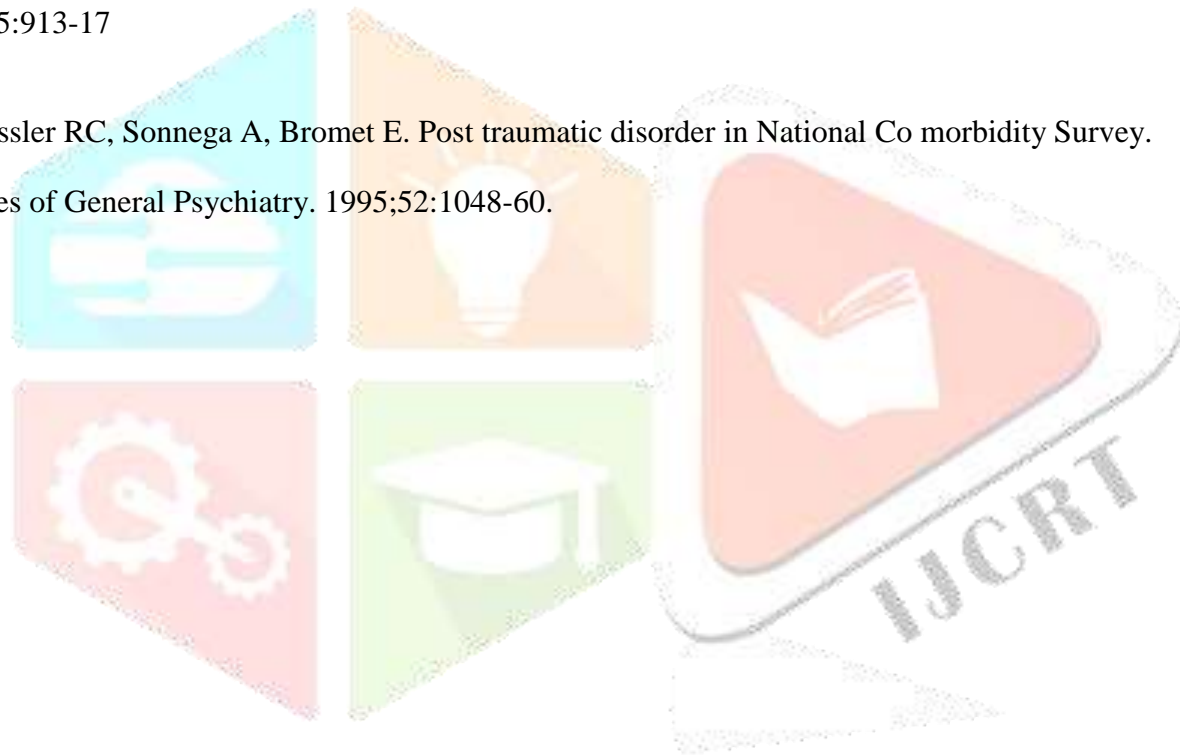 5:913-17
ssler RC, Sonnega A, Bromet E. Post traumatic disorder in National Co morbidity Survey.
es of General Psychiatry. 1995;52:1048-60.
IJCRT